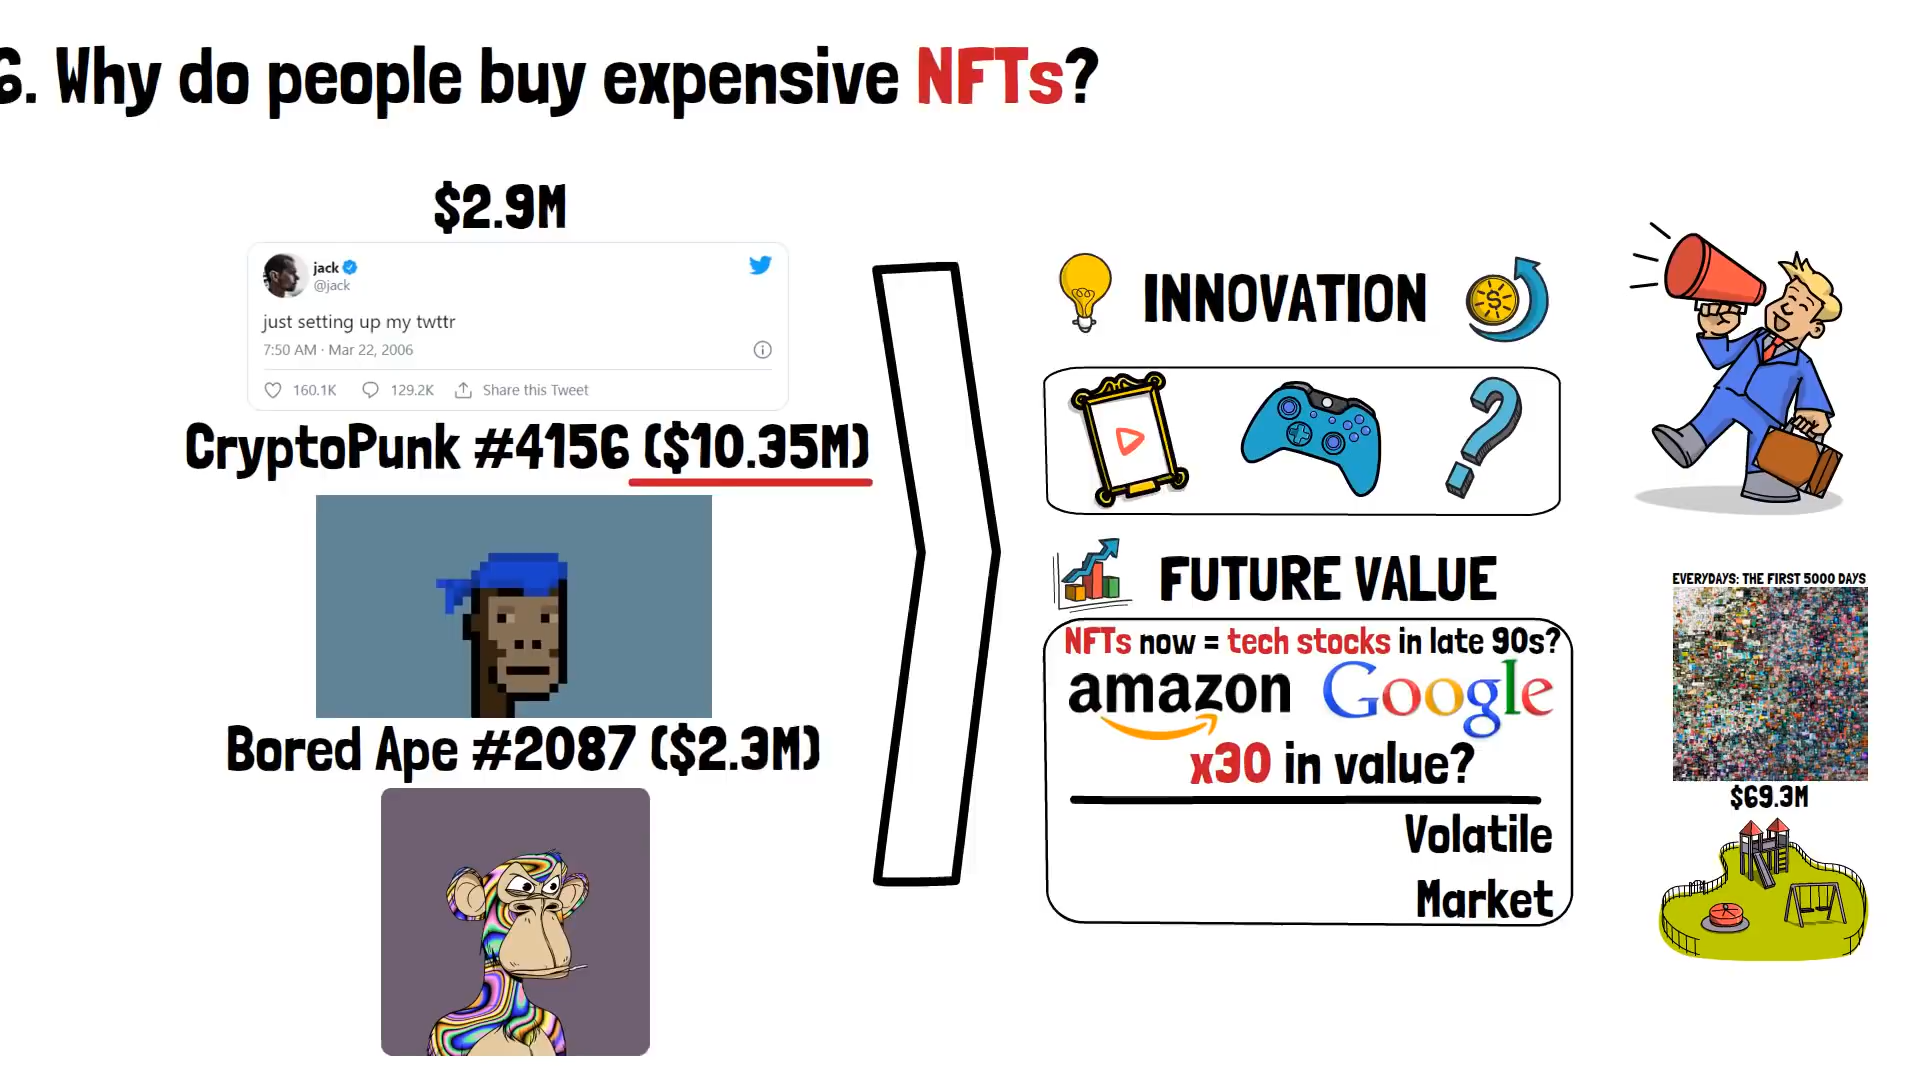 6. Why do people buy expensive NFTs?
$2.9M
jack
@jack
just setting up my twttr
7:50 AM · Mar 22, 2006
160.1K 129.2K Share this Tweet
CryptoPunk #4156 ($10.35M)
Bored Ape #2087 ($2.3M)
INNOVATION
$
FUTURE VALUE
NFTs now = tech stocks in late 90s?
amazon Google
x30 in value?
Volatile
Market
EVERYDAYS: THE FIRST 5000 DAYS
$69.3M